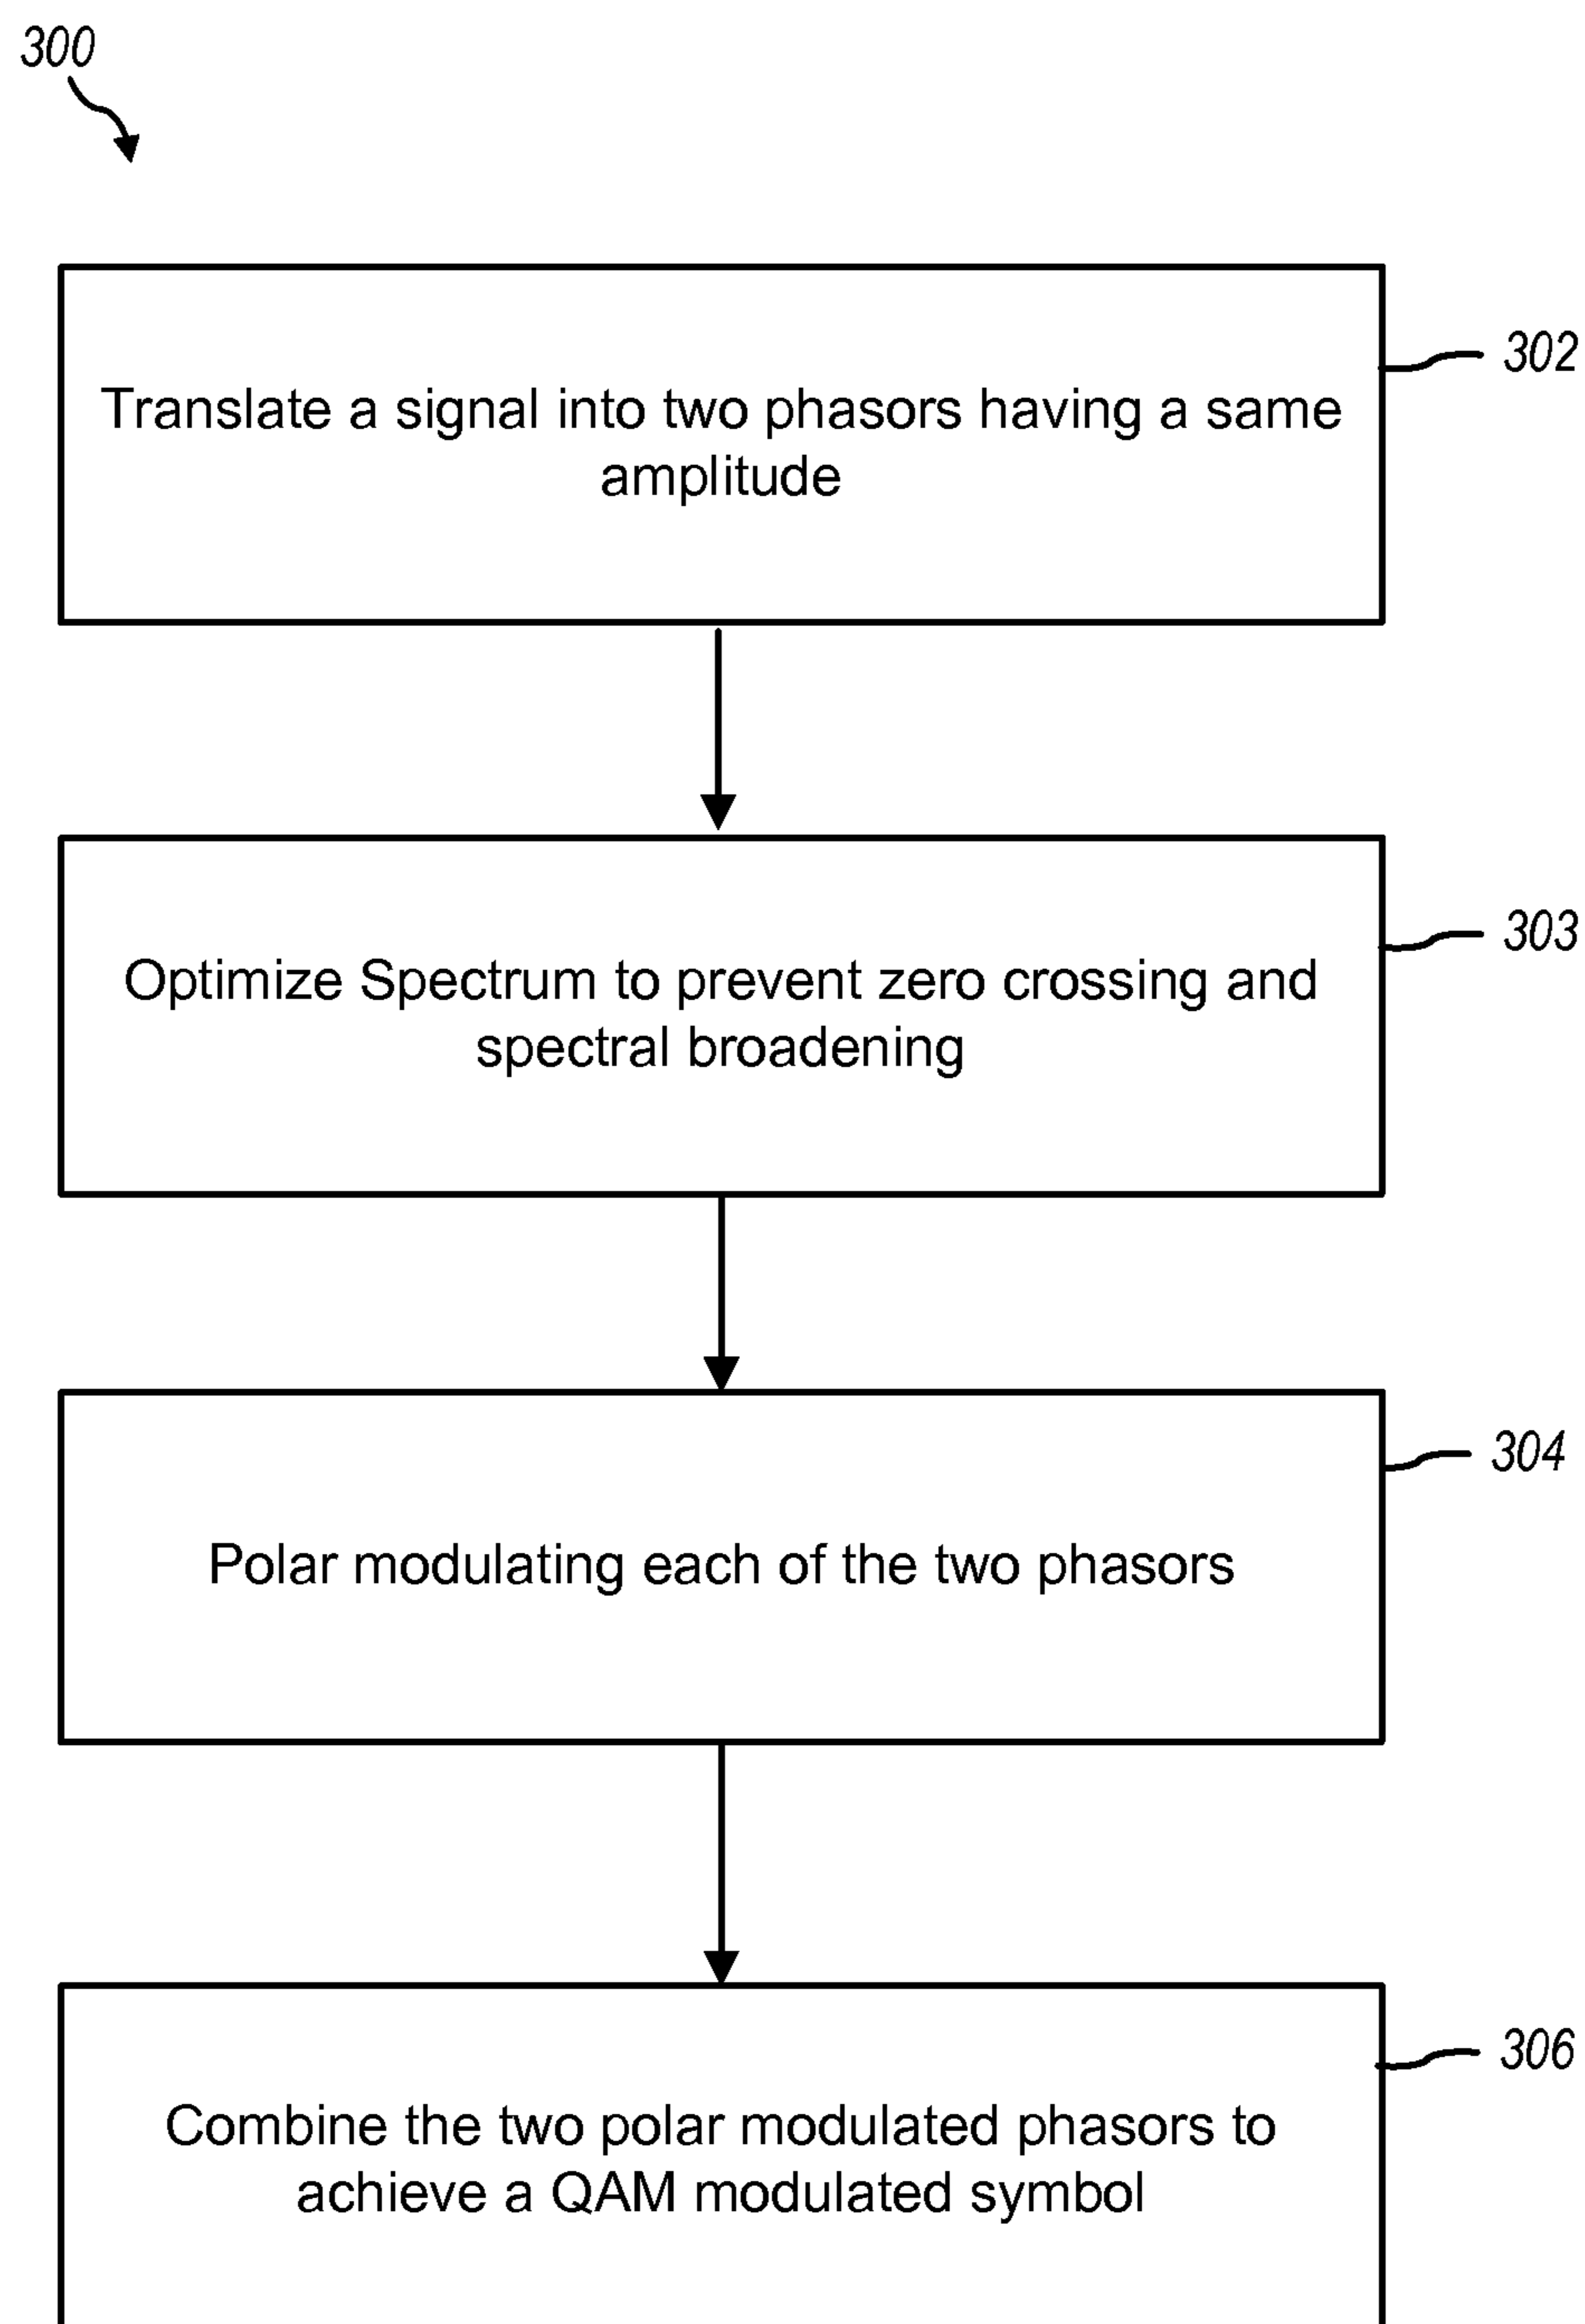 300
Translate a signal into two phasors having a same
amplitude
302
Optimize Spectrum to prevent zero crossing and
spectral broadening
303
Polar modulating each of the two phasors
304
Combine the two polar modulated phasors to
achieve a QAM modulated symbol
306